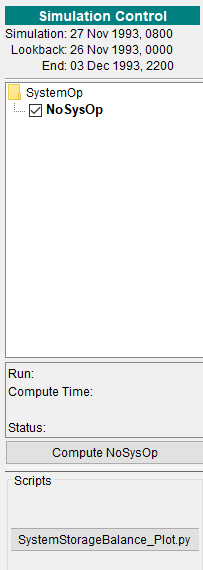 Simulation Control
Simulation: 27 Nov 1993, 0800
Lookback: 26 Nov 1993, 0000
End: 03 Dec 1993, 2200
SystemOp
NoSysOp
Run:
Compute Time:
Status:
Compute NoSysOp
Scripts
SystemStorageBalance_Plot.py